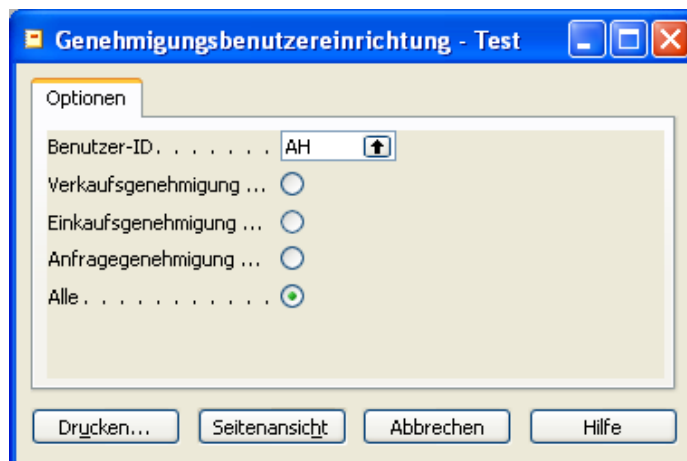 Genehmigungsbenutzereinrichtung - Test
Optionen
Benutzer-ID. . . . . . . AH
Verkaufsgenehmigung ...
Einkaufsgenehmigung ...
Anfragegenehmigung ...
Alle. . . . . . . . . . .
Drucken... Seitenansicht Abbrechen Hilfe